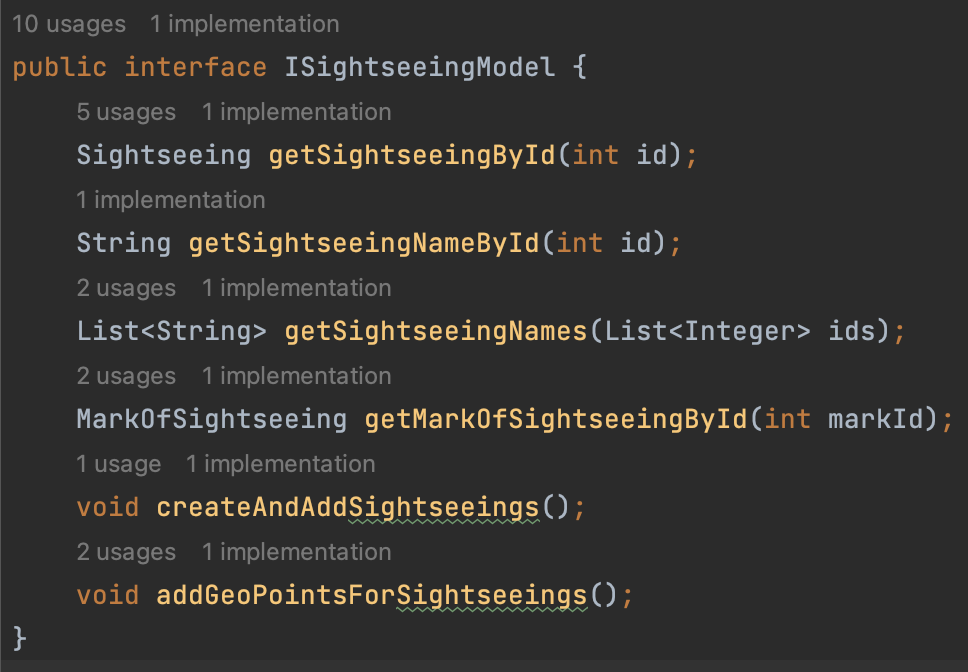 10 usages   1 implementation
public interface ISightseeingModel {
    5 usages   1 implementation
    Sightseeing getSightseeingById(int id);
    1 implementation
    String getSightseeingNameById(int id);
    2 usages   1 implementation
    List<String> getSightseeingNames(List<Integer> ids);
    2 usages   1 implementation
    MarkOfSightseeing getMarkOfSightseeingById(int markId);
    1 usage   1 implementation
    void createAndAddSightseeings();
    2 usages   1 implementation
    void addGeoPointsForSightseeings();
}